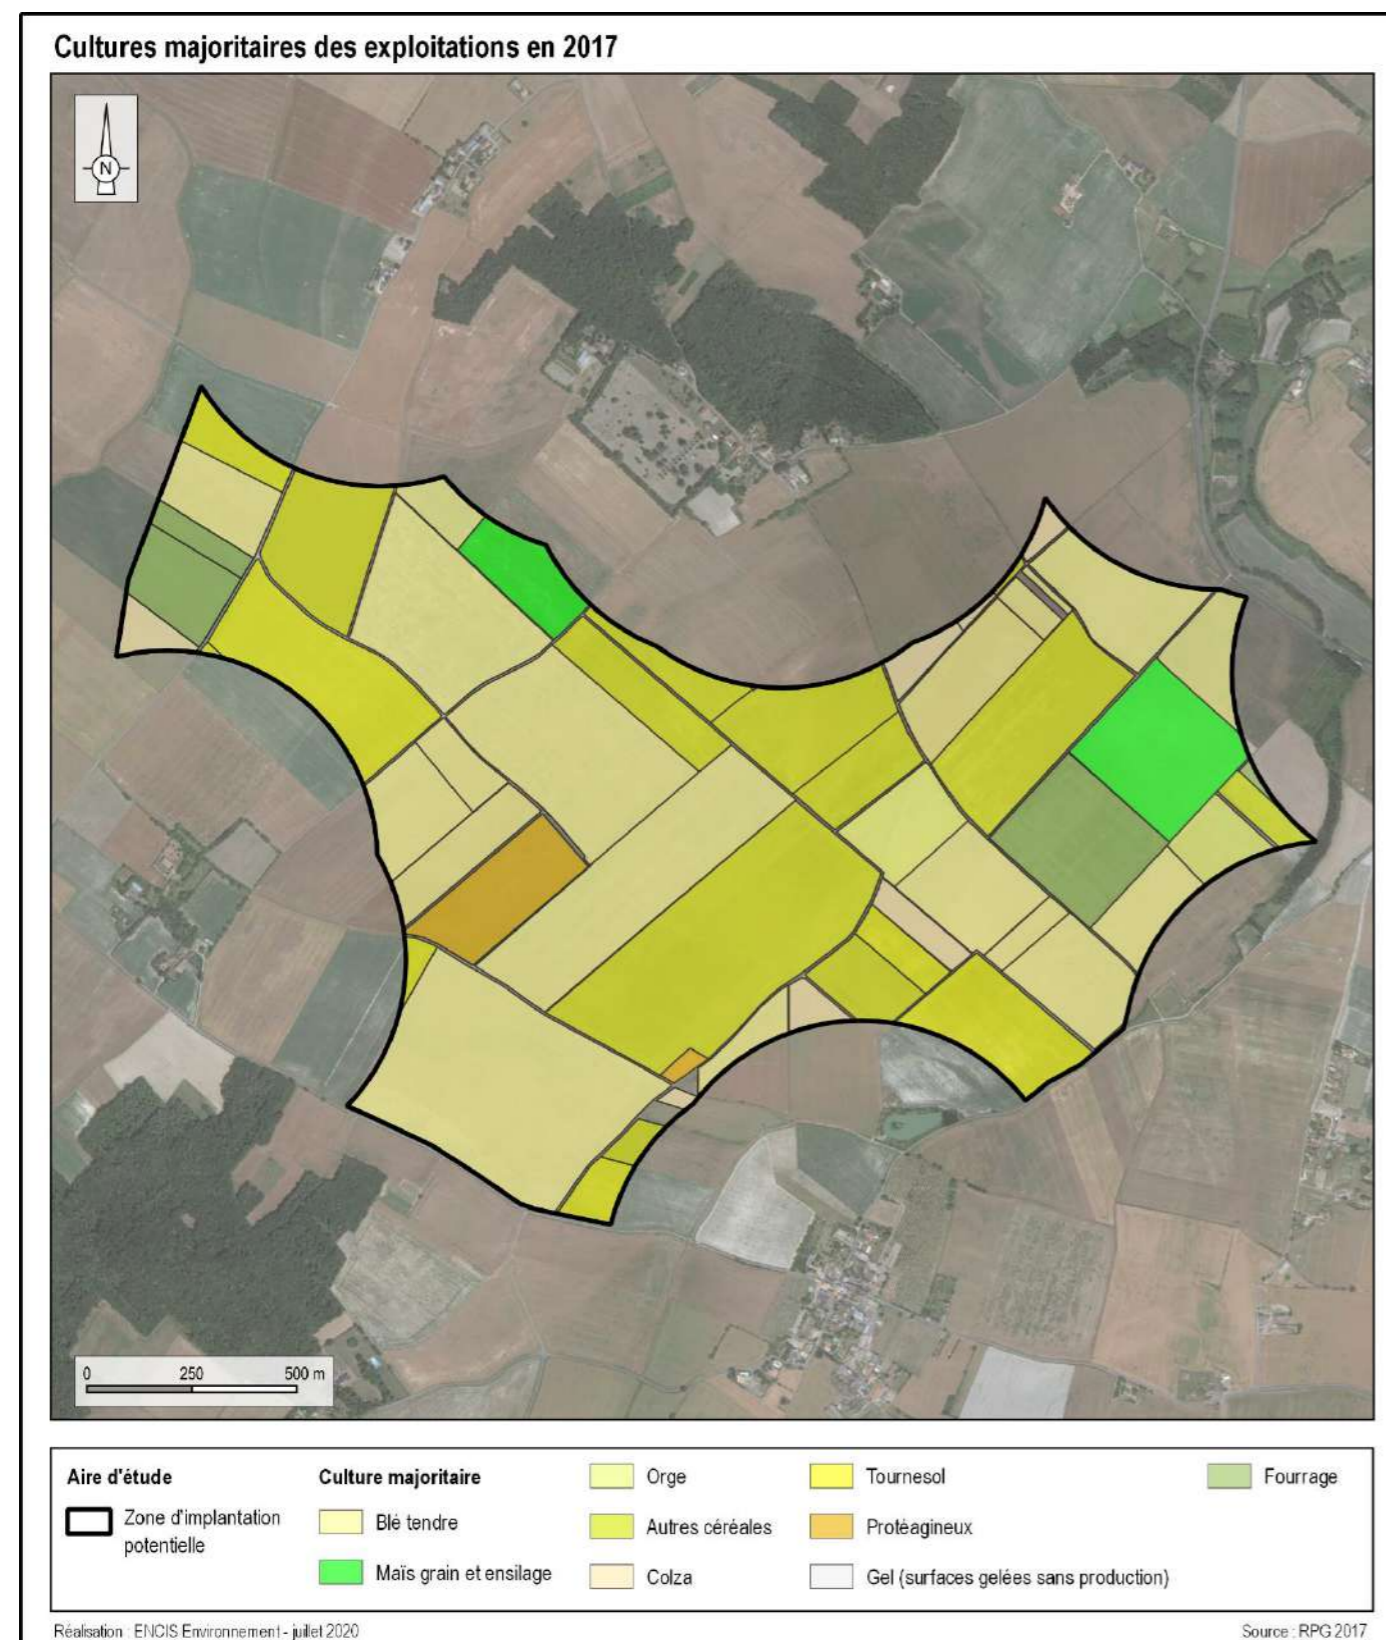 Cultures majoritaires des exploitations en 2017
N
0 250 500 m
Aire d'étude
Zone d'implantation
potentielle
Culture majoritaire
Blé tendre
Maïs grain et ensilage
Orge
Autres céréales
Colza
Tournesol
Protéagineux
Gel (surfaces gelées sans production)
Fourrage
Réalisation : ENCIS Environnement - juillet 2020
Source : RPG 2017